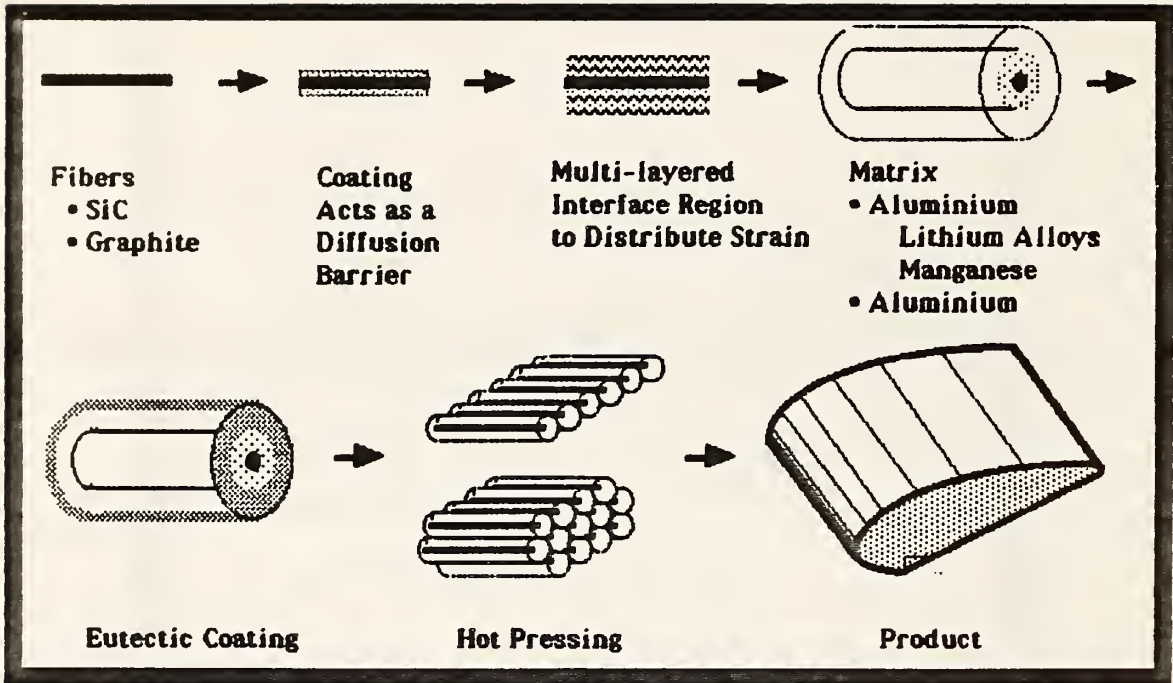 Fibers
• SiC
• Graphite
Coating
Acts as a
Diffusion
Barrier
Multi-layered
Interface Region
to Distribute Strain
Matrix
• Aluminium
Lithium Alloys
Manganese
• Aluminium
Eutectic Coating
Hot Pressing
Product